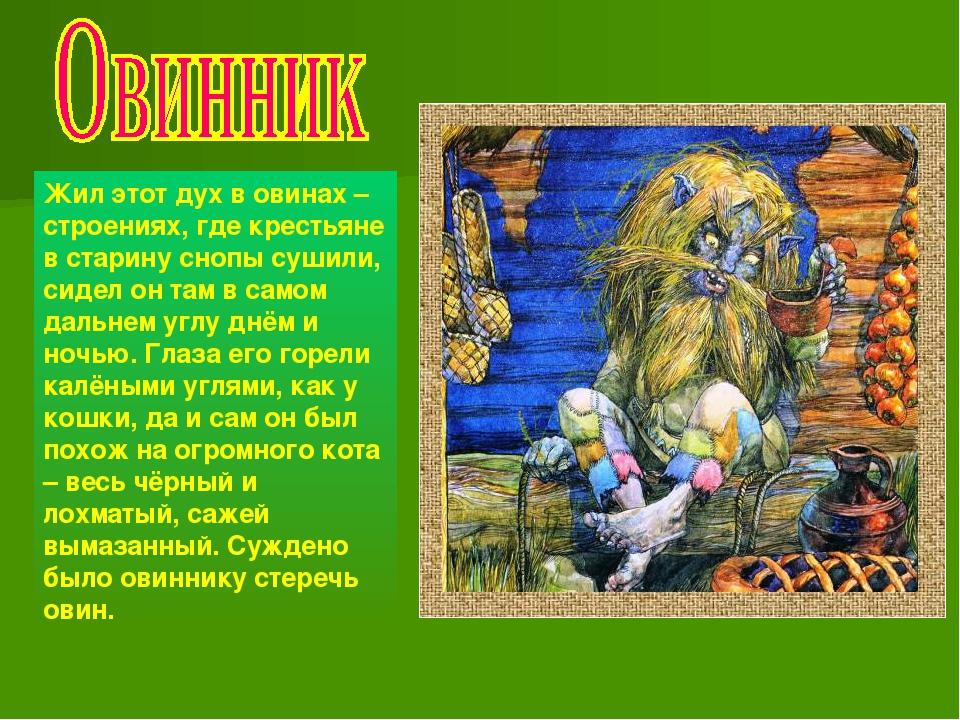 Овинник
Жил этот дух в овинах –
строениях, где крестьяне
в старину снопы сушили,
сидел он там в самом
дальнем углу днём и
ночью. Глаза его горели
калёными углями, как у
кошки, да и сам он был
похож на огромного кота
– весь чёрный и
лохматый, сажей
вымазанный. Суждено
было овиннику стеречь
овин.